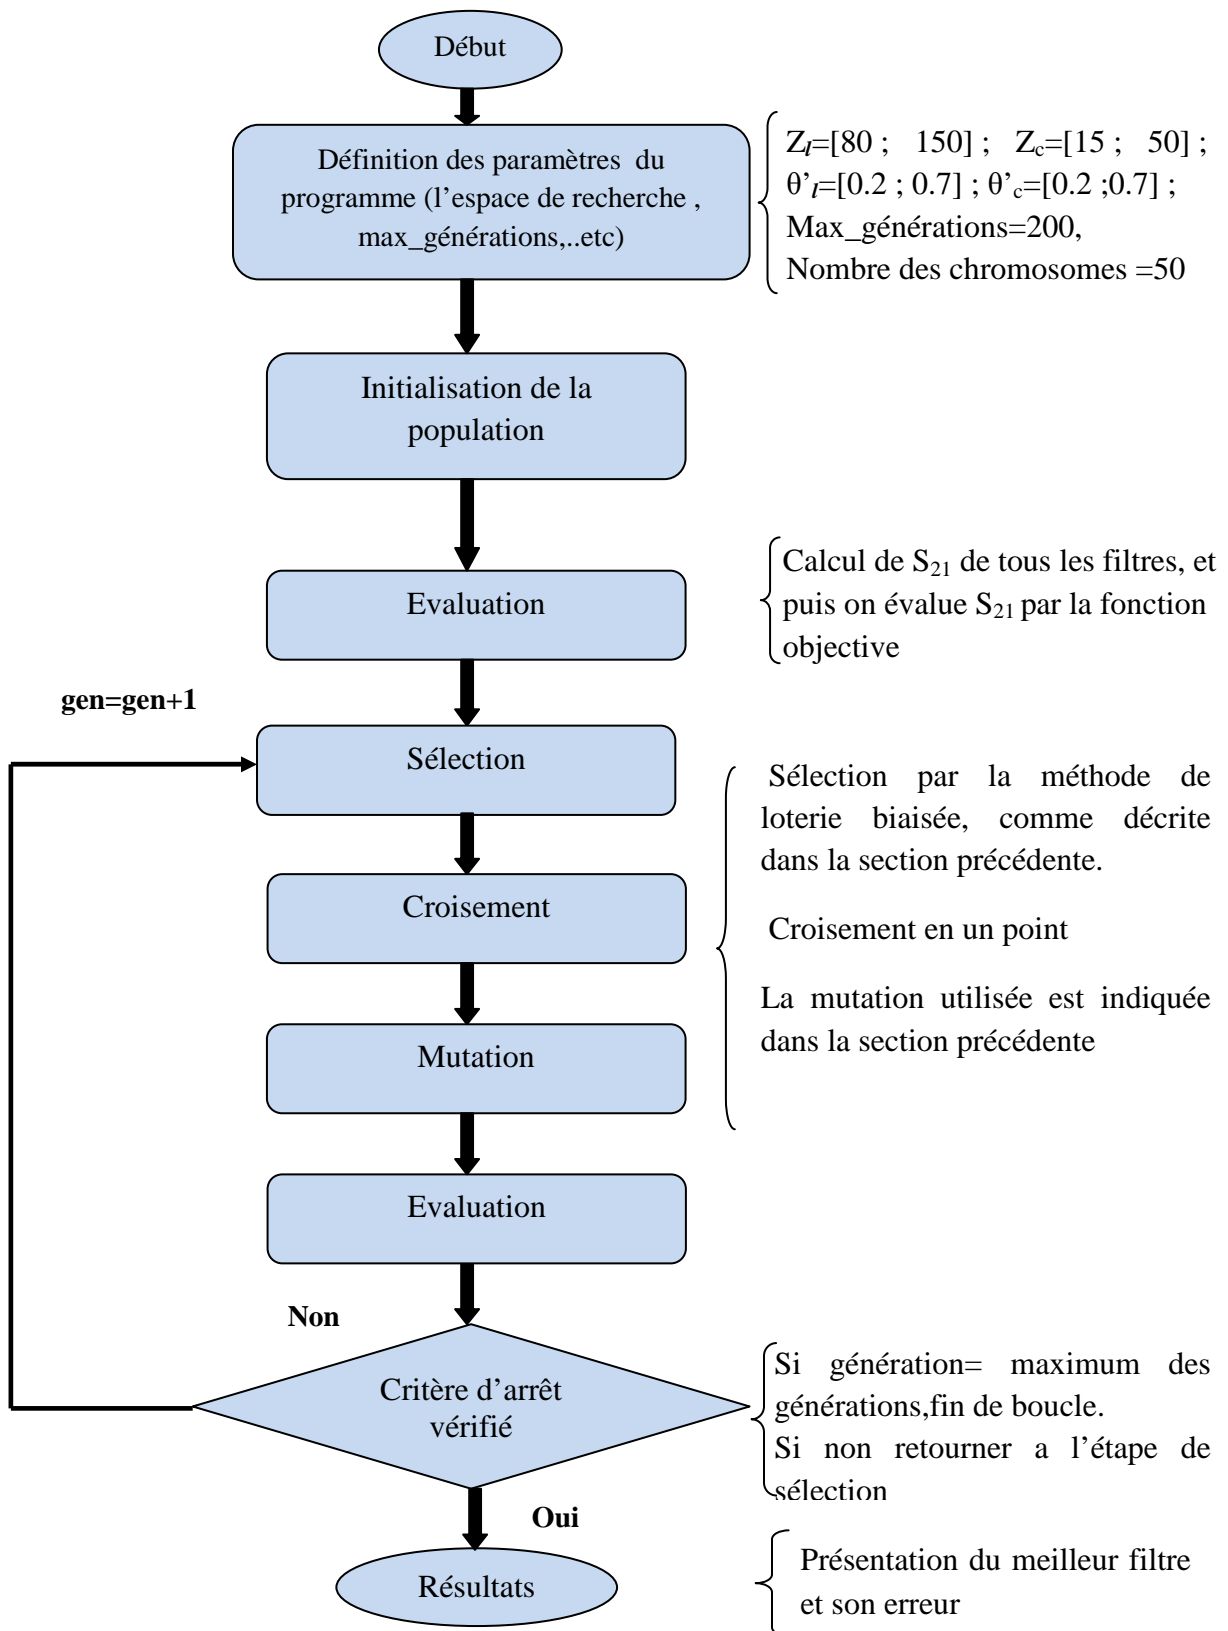 Début
Définition des paramètres du
programme (l’espace de recherche ,
max_générations,..etc)
Zl=[80 ; 150] ; Zc=[15 ; 50] ;
θ’l=[0.2 ; 0.7] ; θ’c=[0.2 ;0.7] ;
Max_générations=200,
Nombre des chromosomes =50
Initialisation de la
population
Evaluation
Calcul de S21 de tous les filtres, et
puis on évalue S21 par la fonction
objective
gen=gen+1
Sélection
Sélection par la méthode de
loterie biaisée, comme décrite
dans la section précédente.
Croisement
Croisement en un point
Mutation
La mutation utilisée est indiquée
dans la section précédente
Evaluation
Non
Critère d’arrêt
vérifié
Si génération= maximum des
générations,fin de boucle.
Si non retourner a l’étape de
sélection
Oui
Résultats
Présentation du meilleur filtre
et son erreur